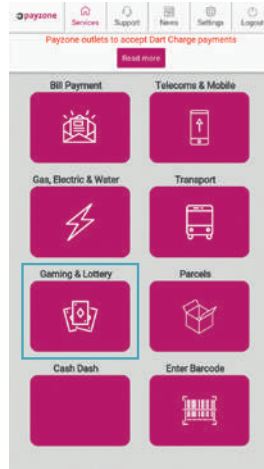 payzone
Services
Support
News
Settings
Logout
Payzone outlets to accept Dart Charge payments
Read more
Bill Payment
Telecoms & Mobile
Gas, Electric & Water
Transport
Gaming & Lottery
Parcels
Cash Dash
Enter Barcode